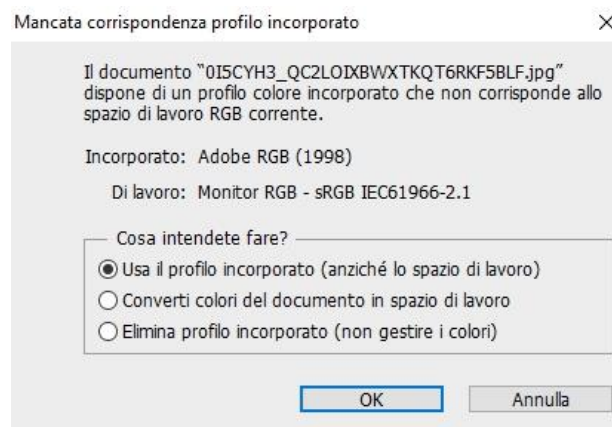 Mancata corrispondenza profilo incorporato
Il documento “0I5CYH3_QC2LOIXBWXTKQT6RKF5BLF.jpg”
dispone di un profilo colore incorporato che non corrisponde allo
spazio di lavoro RGB corrente.
Incorporato: Adobe RGB (1998)
Di lavoro: Monitor RGB - sRGB IEC61966-2.1
Cosa intendete fare?
Usa il profilo incorporato (anziché lo spazio di lavoro)
Converti colori del documento in spazio di lavoro
Elimina profilo incorporato (non gestire i colori)
OK Annulla